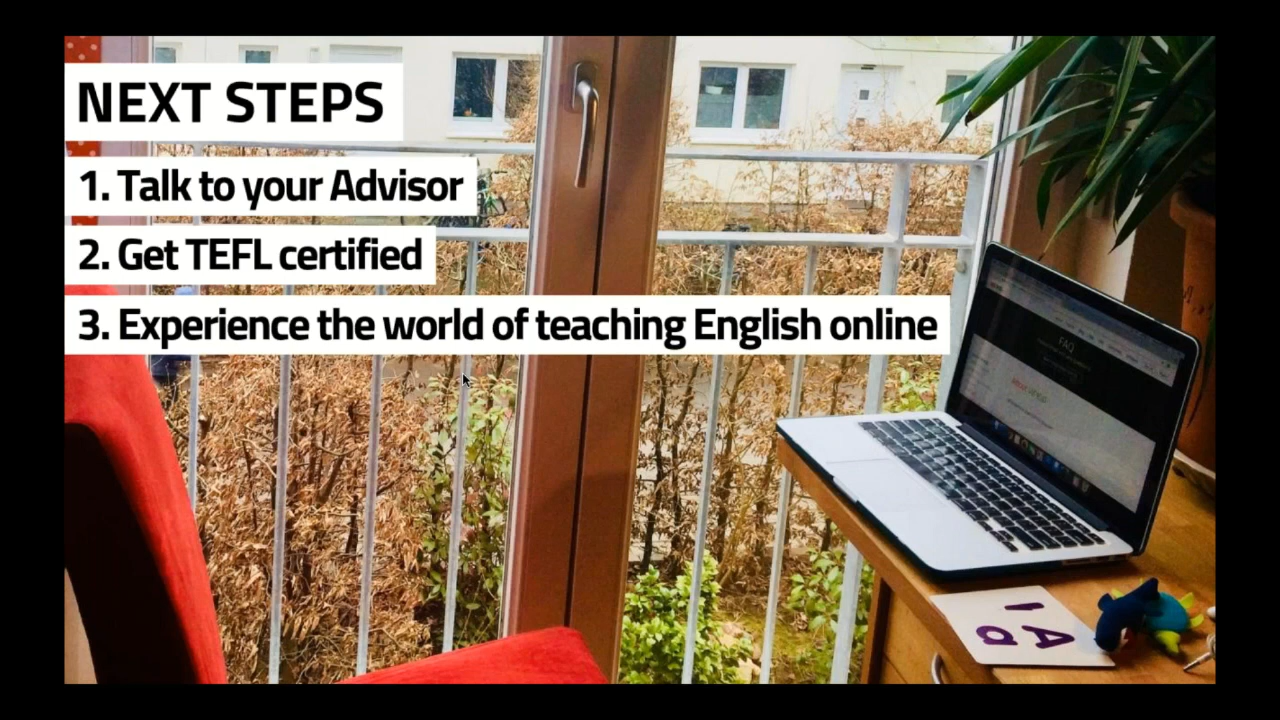 NEXT STEPS
1. Talk to your Advisor
2. Get TEFL certified
3. Experience the world of teaching English online
FAQ
A a